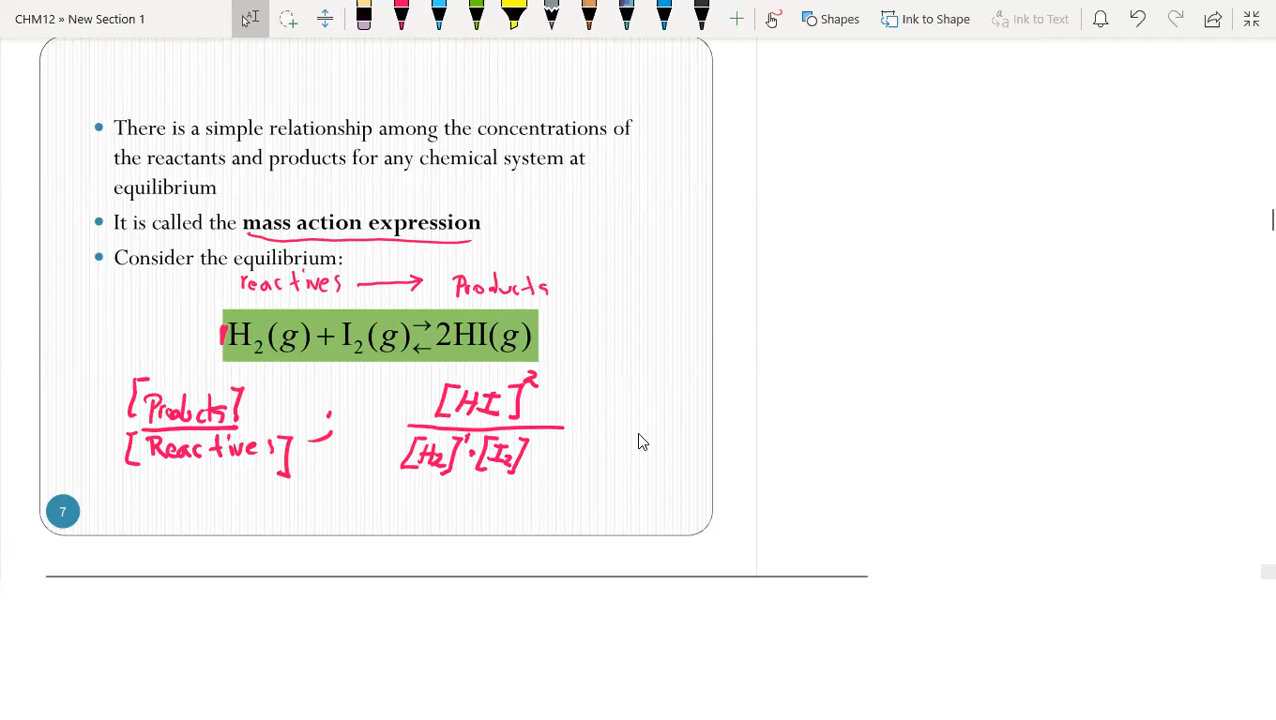 CHM12 » New Section 1
Shapes
Ink to Shape
Ink to Text
There is a simple relationship among the concentrations of
the reactants and products for any chemical system at
equilibrium
It is called the mass action expression
Consider the equilibrium:
reactives → Products
1H₂(g) + I₂(g) ⇄ 2HI(g)
[Products]
[Reactives] ;
[HI]²
[H₂]¹·[I₂]
7